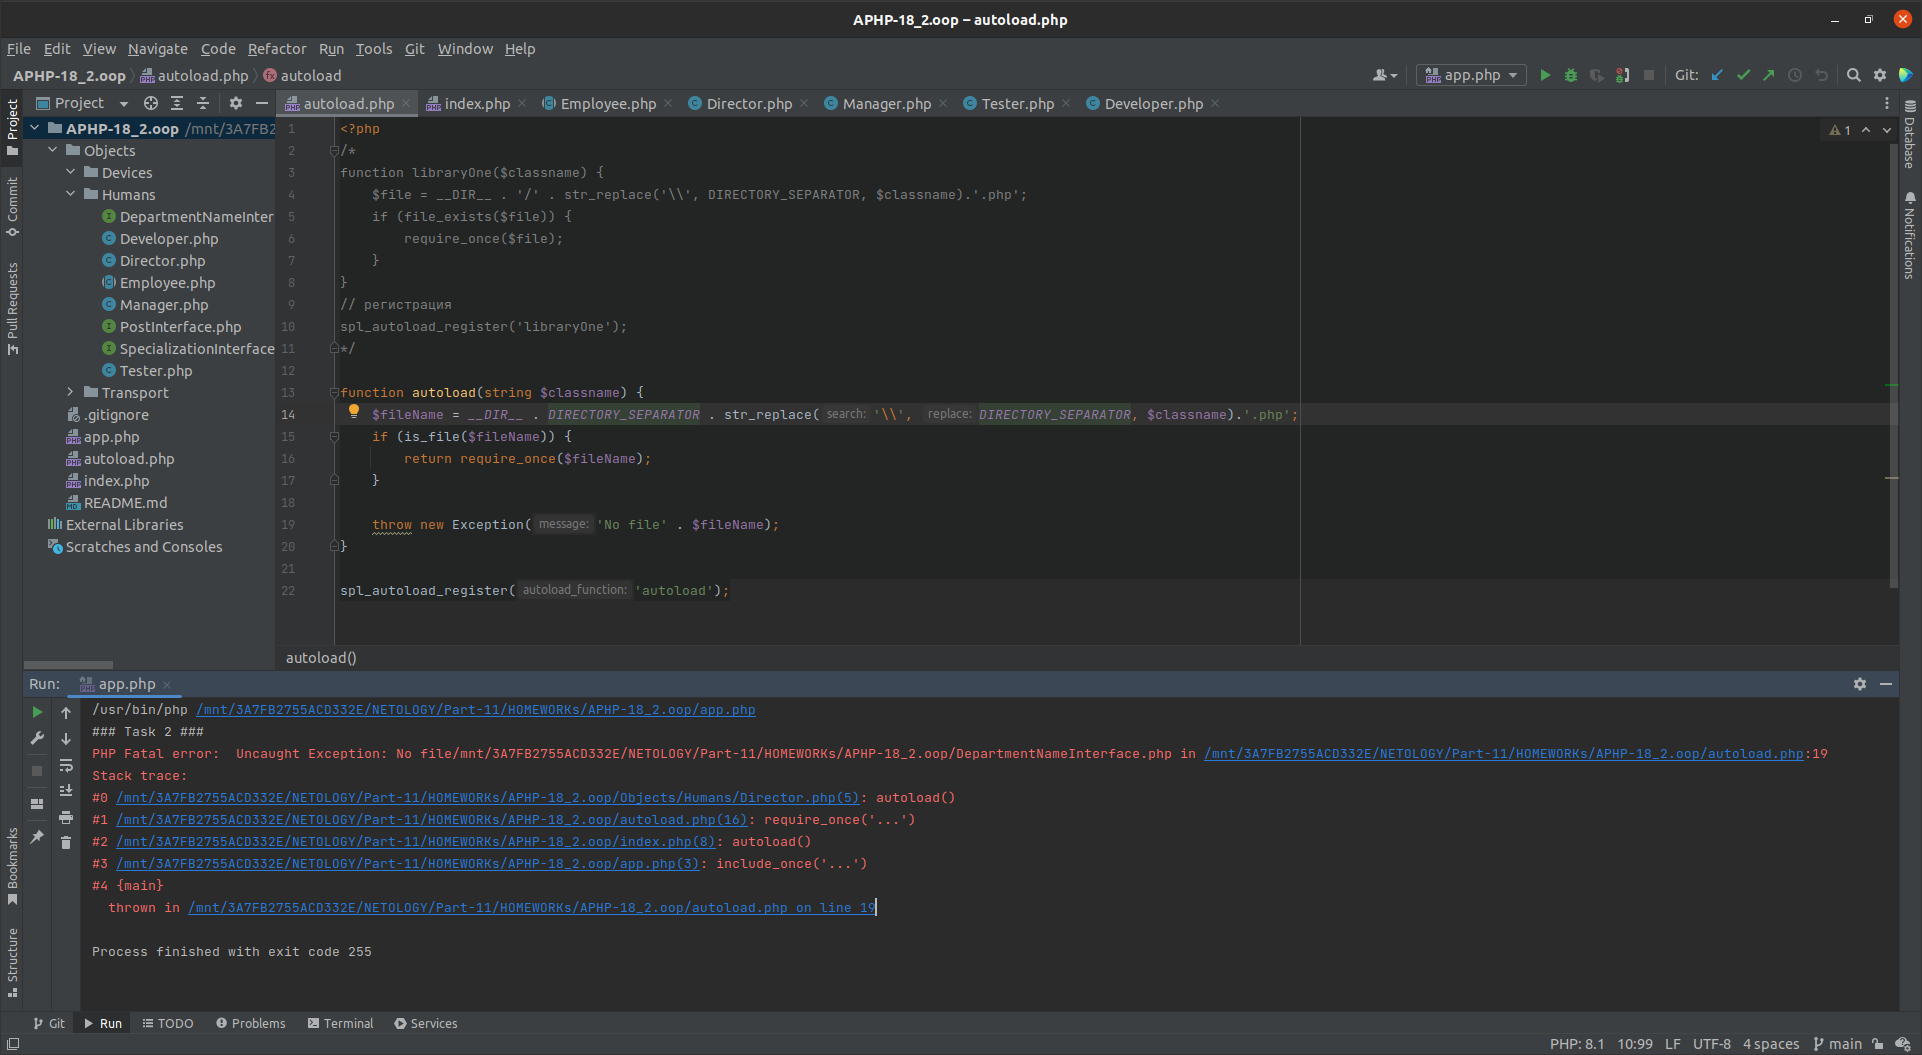 APHP-18_2.oop – autoload.php
File Edit View Navigate Code Refactor Run Tools Git Window Help
APHP-18_2.oop autoload.php autoload
app.php Git:
Project
autoload.php index.php Employee.php Director.php Manager.php Tester.php Developer.php
Project
Commit
Pull Requests
Bookmarks
Structure
Database
Notifications
APHP-18_2.oop /mnt/3A7FB2
Objects
Devices
Humans
DepartmentNameInter
Developer.php
Director.php
Employee.php
Manager.php
PostInterface.php
SpecializationInterface
Tester.php
Transport
.gitignore
app.php
autoload.php
index.php
README.md
External Libraries
Scratches and Consoles
1
1 <?php
2 /*
3 function libraryOne($classname) {
4 $file = __DIR__ . '/' . str_replace('\\', DIRECTORY_SEPARATOR, $classname).'.php';
5 if (file_exists($file)) {
6 require_once($file);
7 }
8 }
9 // регистрация
10 spl_autoload_register('libraryOne');
11 */
12
13 function autoload(string $classname) {
14 $fileName = __DIR__ . DIRECTORY_SEPARATOR . str_replace( search: '\\', replace: DIRECTORY_SEPARATOR, $classname).'.php';
15 if (is_file($fileName)) {
16 return require_once($fileName);
17 }
18
19 throw new Exception( message: 'No file' . $fileName);
20 }
21
22 spl_autoload_register( autoload_function: 'autoload');
autoload()
Run: app.php
/usr/bin/php /mnt/3A7FB2755ACD332E/NETOLOGY/Part-11/HOMEWORKs/APHP-18_2.oop/app.php
### Task 2 ###
PHP Fatal error:  Uncaught Exception: No file/mnt/3A7FB2755ACD332E/NETOLOGY/Part-11/HOMEWORKs/APHP-18_2.oop/DepartmentNameInterface.php in /mnt/3A7FB2755ACD332E/NETOLOGY/Part-11/HOMEWORKs/APHP-18_2.oop/autoload.php:19
Stack trace:
#0 /mnt/3A7FB2755ACD332E/NETOLOGY/Part-11/HOMEWORKs/APHP-18_2.oop/Objects/Humans/Director.php(5): autoload()
#1 /mnt/3A7FB2755ACD332E/NETOLOGY/Part-11/HOMEWORKs/APHP-18_2.oop/autoload.php(16): require_once('...')
#2 /mnt/3A7FB2755ACD332E/NETOLOGY/Part-11/HOMEWORKs/APHP-18_2.oop/index.php(8): autoload()
#3 /mnt/3A7FB2755ACD332E/NETOLOGY/Part-11/HOMEWORKs/APHP-18_2.oop/app.php(3): include_once('...')
#4 {main}
thrown in /mnt/3A7FB2755ACD332E/NETOLOGY/Part-11/HOMEWORKs/APHP-18_2.oop/autoload.php on line 19
Process finished with exit code 255
Git Run TODO Problems Terminal Services
PHP: 8.1 10:99 LF UTF-8 4 spaces main